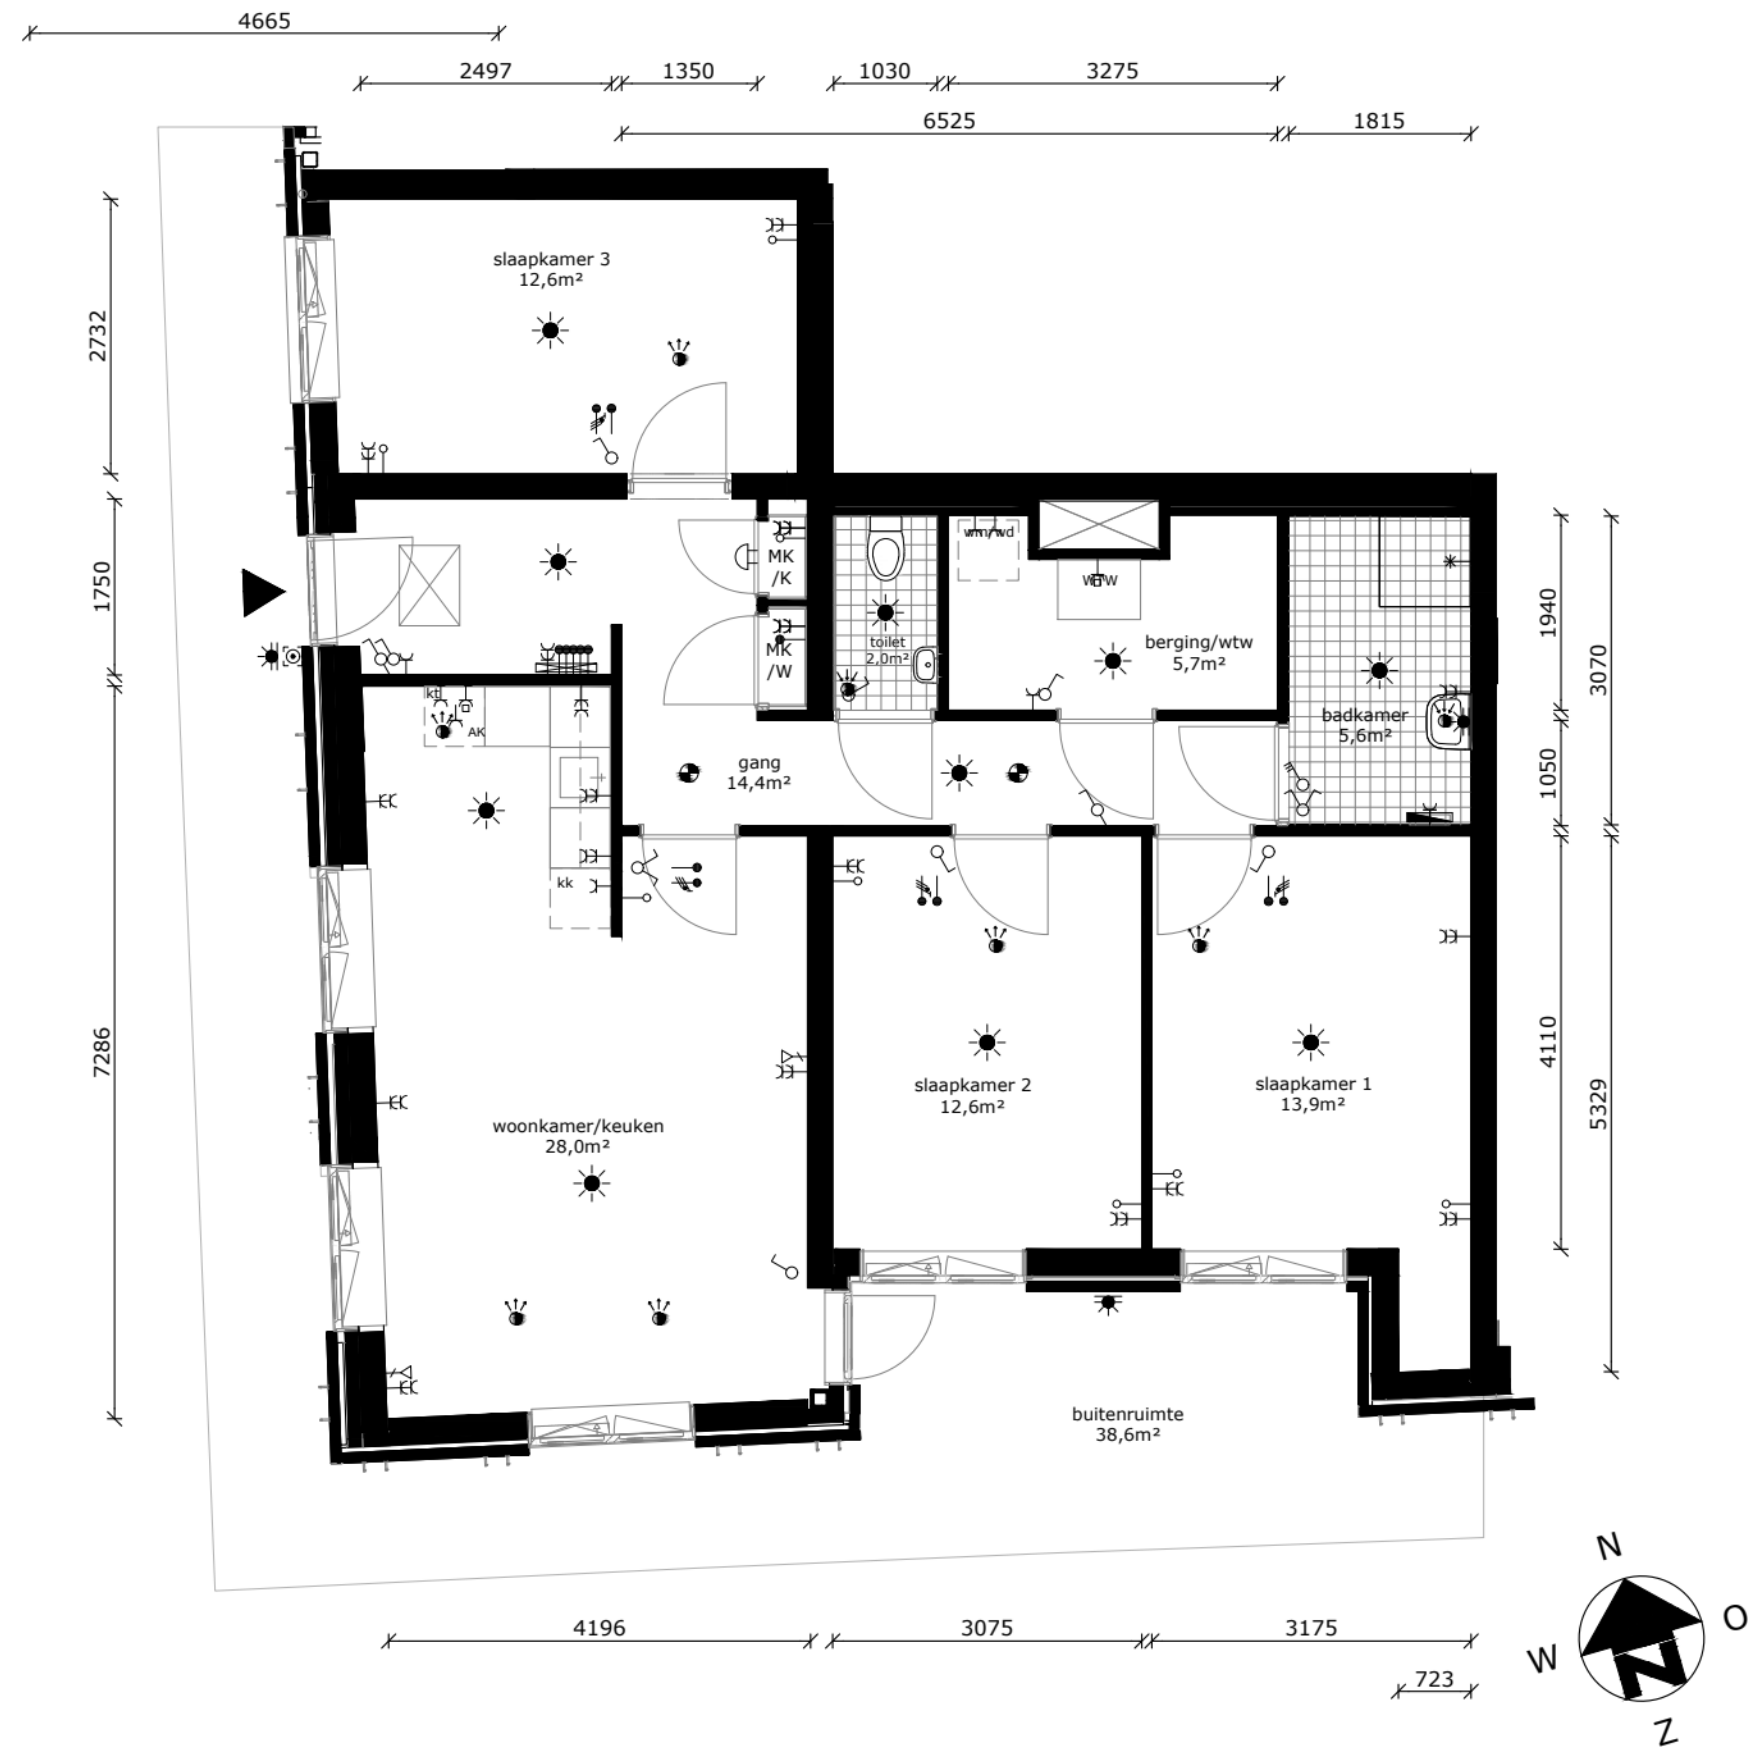 4665
2497
1350
1030
3275
6525
1815
slaapkamer 3
12,6m²
2732
1750
MK
/K
MK
/W
toilet
2,0m²
wm/wd
WTW
berging/wtw
5,7m²
badkamer
5,6m²
1940
3070
1050
kt
AK
kk
gang
14,4m²
7286
woonkamer/keuken
28,0m²
slaapkamer 2
12,6m²
slaapkamer 1
13,9m²
4110
5329
buitenruimte
38,6m²
4196
3075
3175
723
N
O
W
Z
N